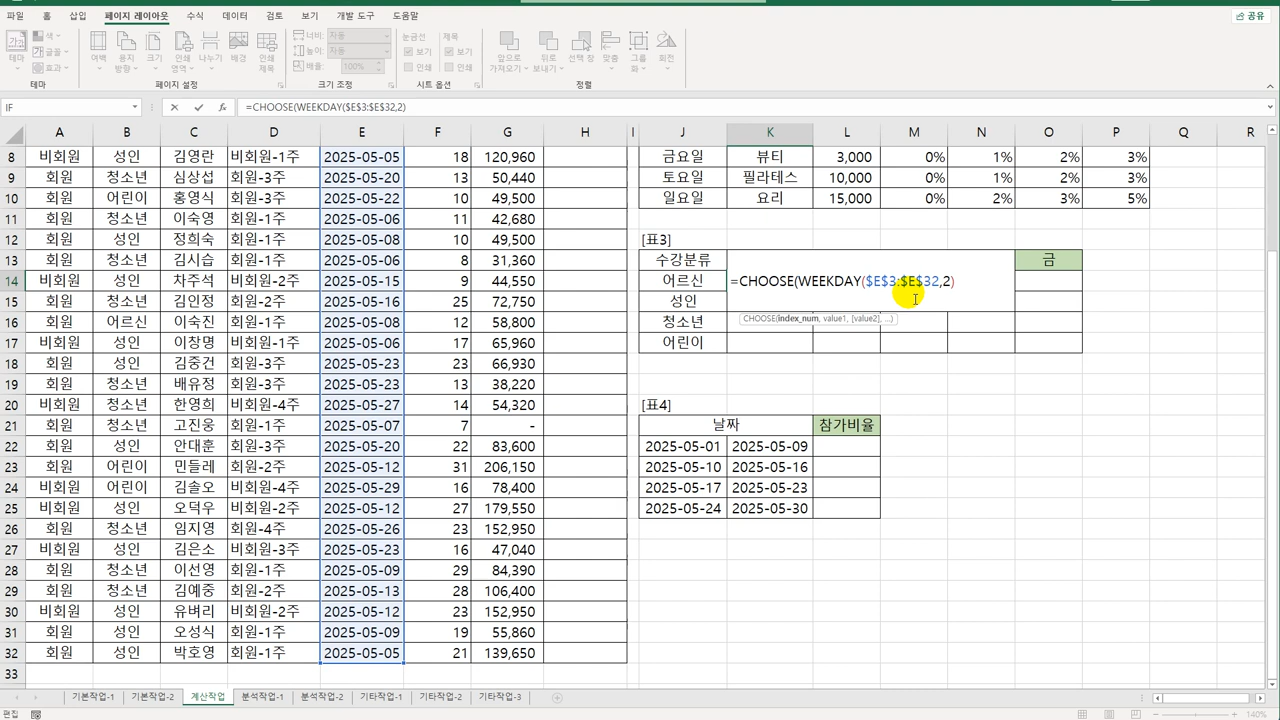 파일 홈 삽입 페이지 레이아웃 수식 데이터 검토 보기 개발 도구 도움말 공유
테마 색 글꼴 효과 여백 용지 방향 크기 인쇄 영역 나누기 배경 인쇄 제목 너비: 자동 높이: 자동 배율: 100% 눈금선 보기 인쇄 제목 보기 인쇄 앞으로 가져오기 뒤로 보내기 선택 창 맞춤 그룹화 회전
테마 페이지 설정 크기 조정 시트 옵션 정렬
IF fx =CHOOSE(WEEKDAY($E$3:$E$32,2)
A B C D E F G H I J K L M N O P Q R
8 비회원 성인 김영란 비회원-1주 2025-05-05 18 120,960 금요일 뷰티 3,000 0% 1% 2% 3%
9 회원 청소년 심상섭 회원-3주 2025-05-20 13 50,440 토요일 필라테스 10,000 0% 1% 2% 3%
10 회원 어린이 홍영식 회원-3주 2025-05-22 10 49,500 일요일 요리 15,000 0% 2% 3% 5%
11 회원 청소년 이숙영 회원-1주 2025-05-06 11 42,680
12 회원 성인 정희숙 회원-1주 2025-05-08 10 49,500 [표3]
13 회원 청소년 김시습 회원-1주 2025-05-06 8 31,360 수강분류 금
14 비회원 성인 차주석 비회원-2주 2025-05-15 9 44,550 어르신 =CHOOSE(WEEKDAY($E$3:$E$32,2)
15 회원 청소년 김인정 회원-2주 2025-05-16 25 72,750 성인
16 회원 어르신 이숙진 회원-1주 2025-05-08 12 58,800 청소년 CHOOSE(index_num, value1, [value2], ...)
17 비회원 성인 이창명 비회원-1주 2025-05-06 17 65,960 어린이
18 회원 성인 김중건 회원-3주 2025-05-23 23 66,930
19 회원 청소년 배유정 회원-3주 2025-05-23 13 38,220
20 비회원 청소년 한영희 비회원-4주 2025-05-27 14 54,320 [표4]
21 회원 청소년 고진웅 회원-1주 2025-05-07 7 - 날짜 참가비율
22 회원 성인 안대훈 회원-3주 2025-05-20 22 83,600 2025-05-01 2025-05-09
23 회원 어린이 민들레 회원-2주 2025-05-12 31 206,150 2025-05-10 2025-05-16
24 비회원 어린이 김솔오 비회원-4주 2025-05-29 16 78,400 2025-05-17 2025-05-23
25 비회원 성인 오덕우 비회원-2주 2025-05-12 27 179,550 2025-05-24 2025-05-30
26 회원 청소년 임지영 회원-4주 2025-05-26 23 152,950
27 비회원 성인 김은소 비회원-3주 2025-05-23 16 47,040
28 회원 청소년 이선영 회원-1주 2025-05-09 29 84,390
29 회원 청소년 김예중 회원-2주 2025-05-13 28 106,400
30 비회원 성인 유벼리 비회원-2주 2025-05-12 23 152,950
31 회원 성인 오성식 회원-1주 2025-05-09 19 55,860
32 회원 성인 박호영 회원-1주 2025-05-05 21 139,650
33
기본작업-1 기본작업-2 계산작업 분석작업-1 분석작업-2 기타작업-1 기타작업-2 기타작업-3
편집 140%